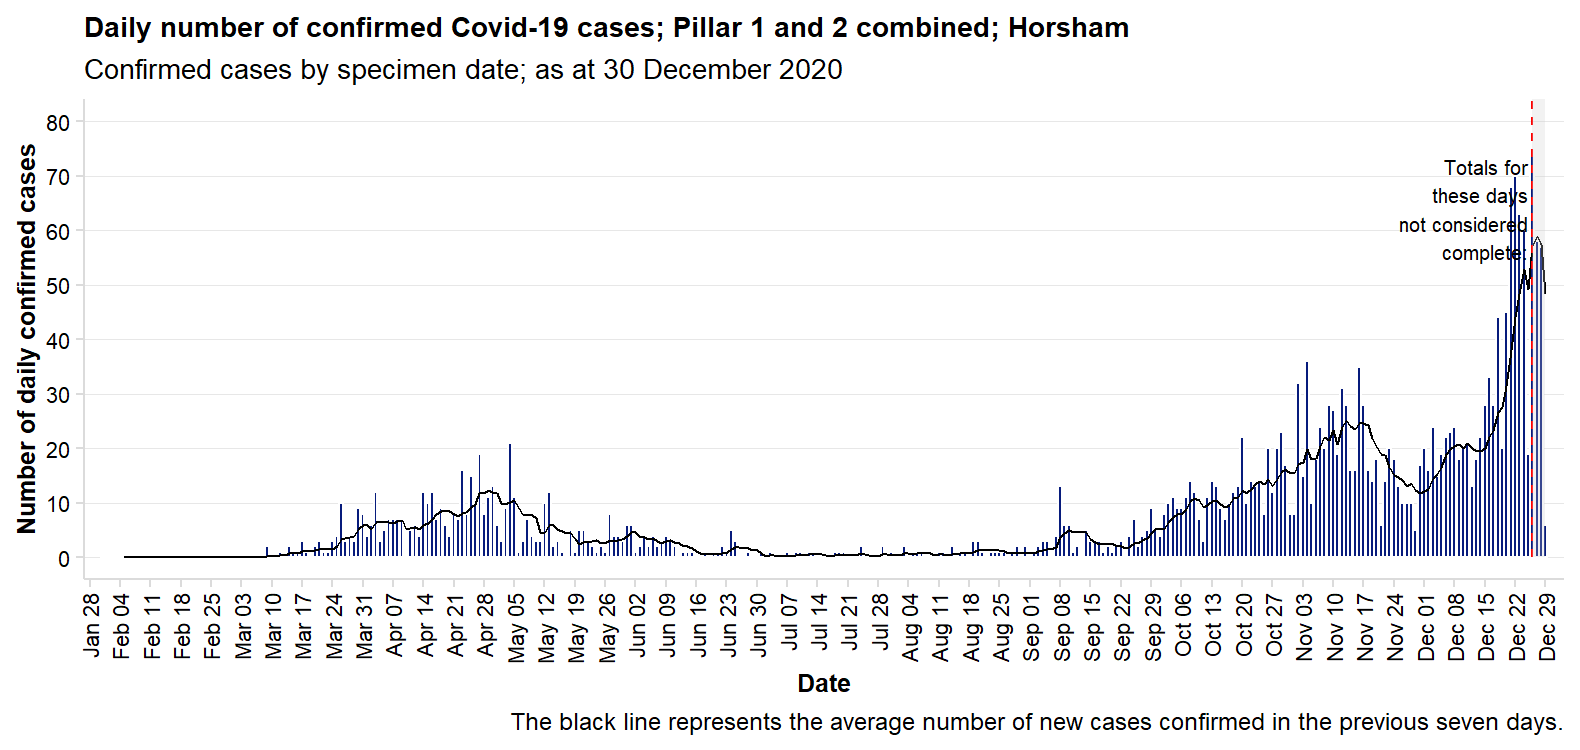 Daily number of confirmed Covid-19 cases; Pillar 1 and 2 combined; Horsham
Confirmed cases by specimen date; as at 30 December 2020
Number of daily confirmed cases
80
70
60
50
40
30
20
10
0
Totals for
these days
not considered
complete.
Jan 28
Feb 04
Feb 11
Feb 18
Feb 25
Mar 03
Mar 10
Mar 17
Mar 24
Mar 31
Apr 07
Apr 14
Apr 21
Apr 28
May 05
May 12
May 19
May 26
Jun 02
Jun 09
Jun 16
Jun 23
Jun 30
Jul 07
Jul 14
Jul 21
Jul 28
Aug 04
Aug 11
Aug 18
Aug 25
Sep 01
Sep 08
Sep 15
Sep 22
Sep 29
Oct 06
Oct 13
Oct 20
Oct 27
Nov 03
Nov 10
Nov 17
Nov 24
Dec 01
Dec 08
Dec 15
Dec 22
Dec 29
Date
The black line represents the average number of new cases confirmed in the previous seven days.